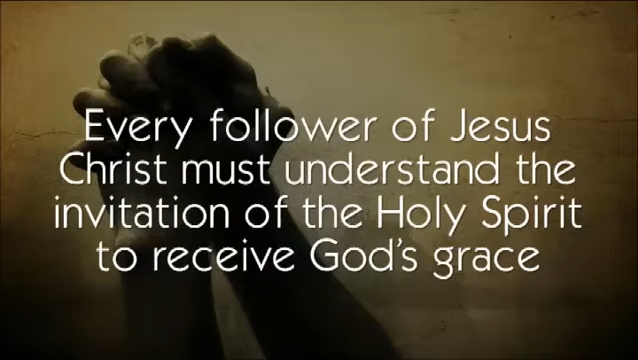 Every follower of Jesus
Christ must understand the
invitation of the Holy Spirit
to receive God's grace